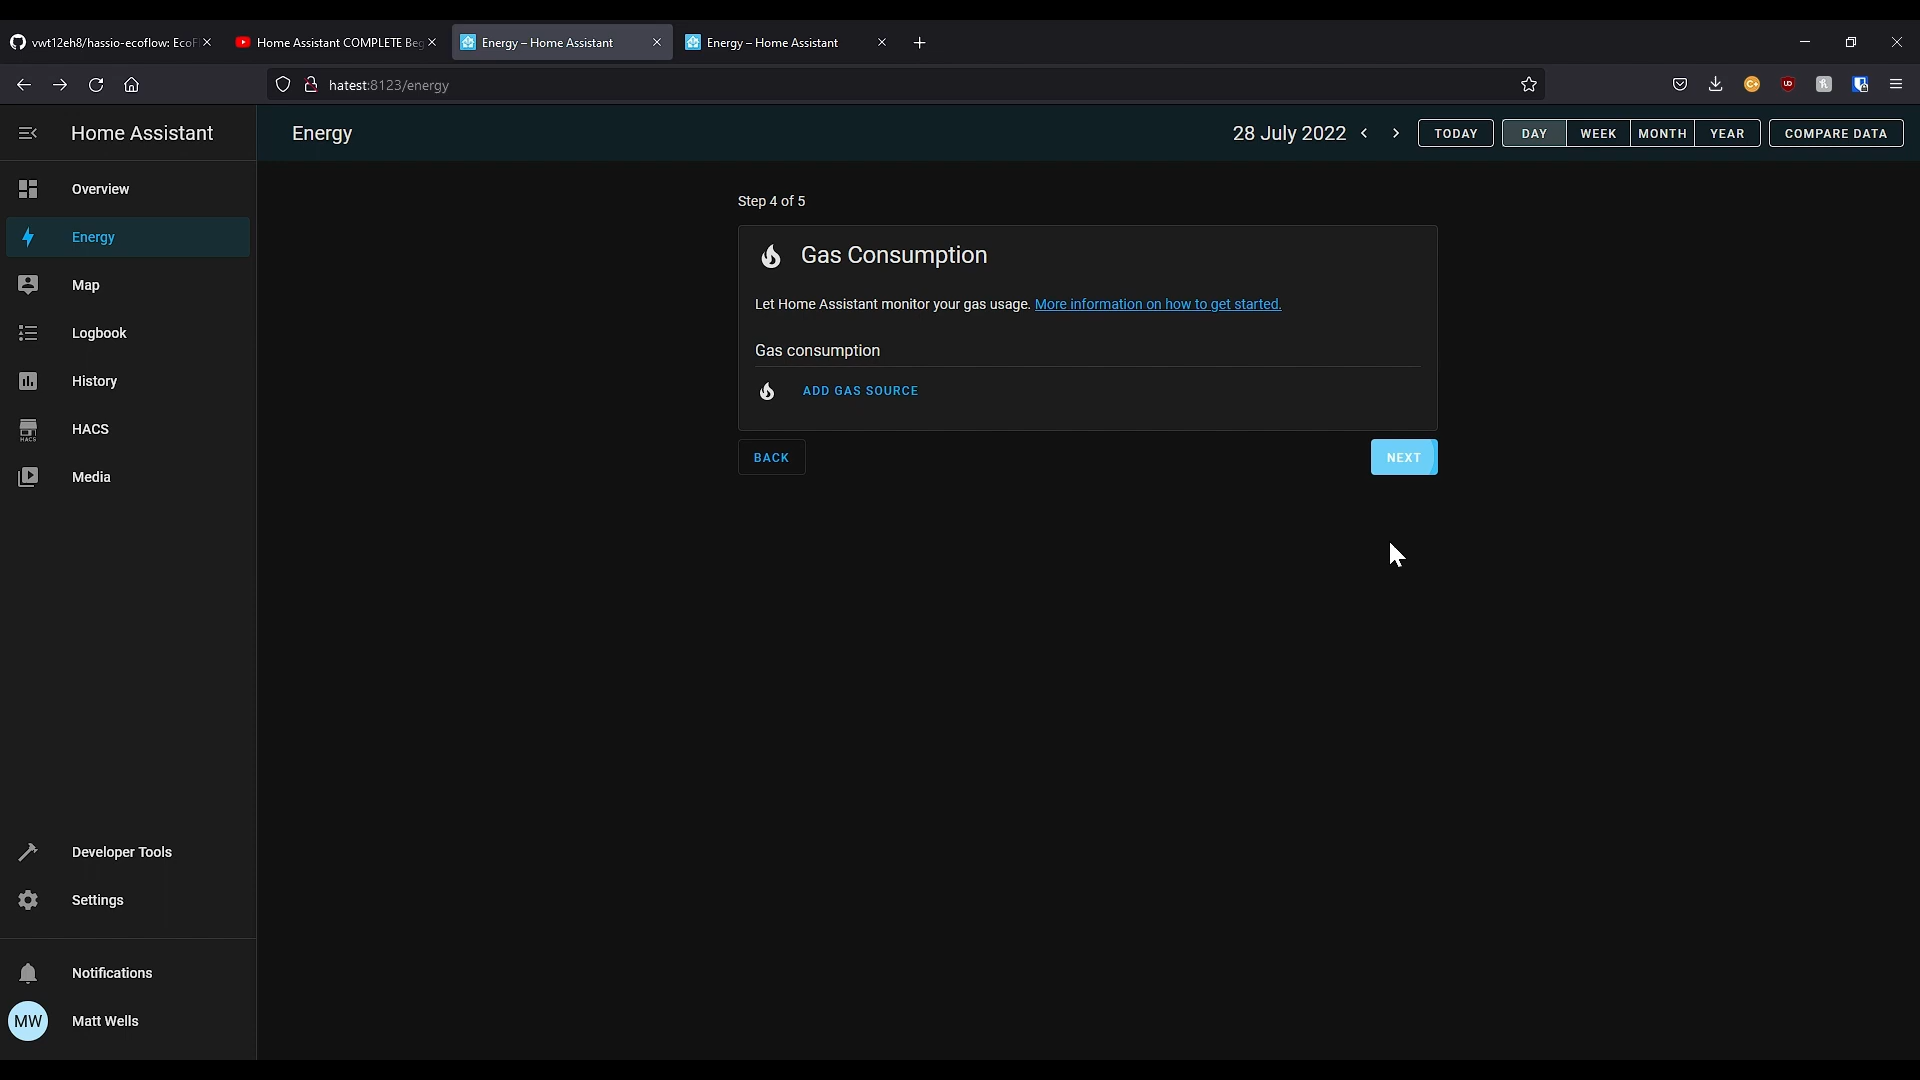 vwt12eh8/hassio-ecoflow: EcoF
Home Assistant COMPLETE Beg
Energy – Home Assistant
Energy – Home Assistant
hatest:8123/energy
Home Assistant
Energy
28 July 2022
TODAY
DAY
WEEK
MONTH
YEAR
COMPARE DATA
Overview
Energy
Map
Logbook
History
HACS
HACS
Media
Step 4 of 5
Gas Consumption
Let Home Assistant monitor your gas usage. More information on how to get started.
Gas consumption
ADD GAS SOURCE
BACK
NEXT
Developer Tools
Settings
Notifications
MW
Matt Wells